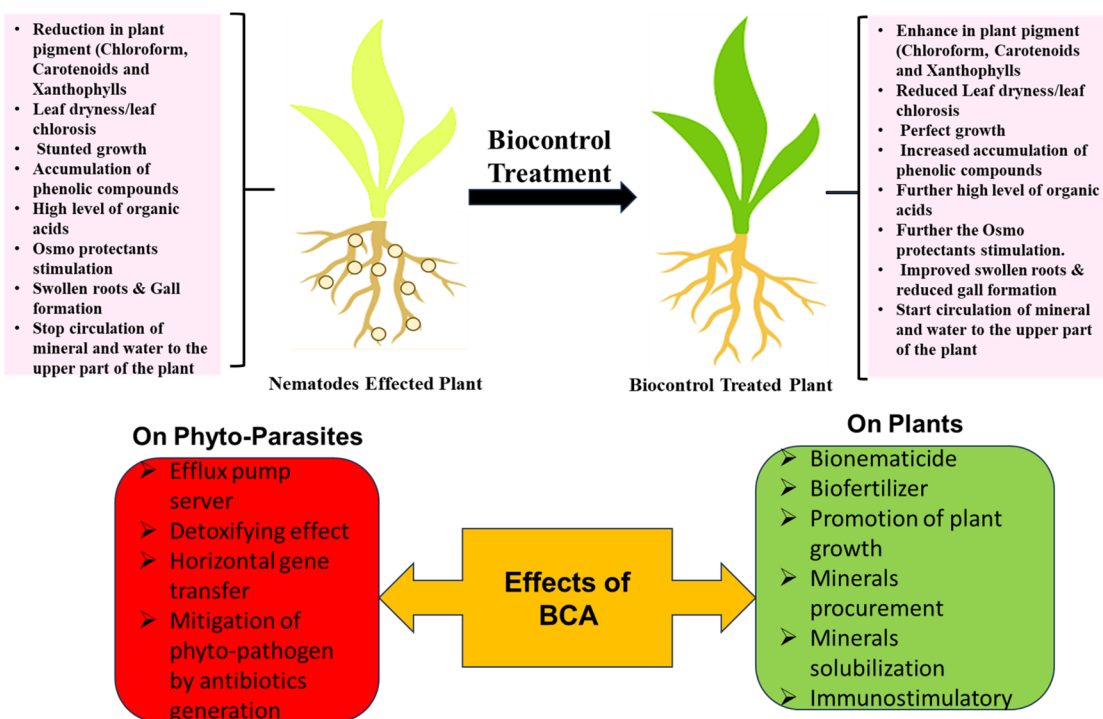 • Reduction in plant
pigment (Chloroform,
Carotenoids and
Xanthophylls
• Leaf dryness/leaf
chlorosis
• Stunted growth
• Accumulation of
phenolic compounds
• High level of organic
acids
• Osmo protectants
stimulation
• Swollen roots & Gall
formation
• Stop circulation of
mineral and water to the
upper part of the plant
Nematodes Effected Plant
Biocontrol
Treatment
Biocontrol Treated Plant
• Enhance in plant pigment
(Chloroform, Carotenoids
and Xanthophylls
• Reduced Leaf dryness/leaf
chlorosis
• Perfect growth
• Increased accumulation of
phenolic compounds
• Further high level of organic
acids
• Further the Osmo
protectants stimulation.
• Improved swollen roots &
reduced gall formation
• Start circulation of mineral
and water to the upper part
of the plant
On Phyto-Parasites
➢ Efflux pump
server
➢ Detoxifying effect
➢ Horizontal gene
transfer
➢ Mitigation of
phyto-pathogen
by antibiotics
generation
Effects of
BCA
On Plants
➢ Bionematicide
➢ Biofertilizer
➢ Promotion of plant
growth
➢ Minerals
procurement
➢ Minerals
solubilization
➢ Immunostimulatory